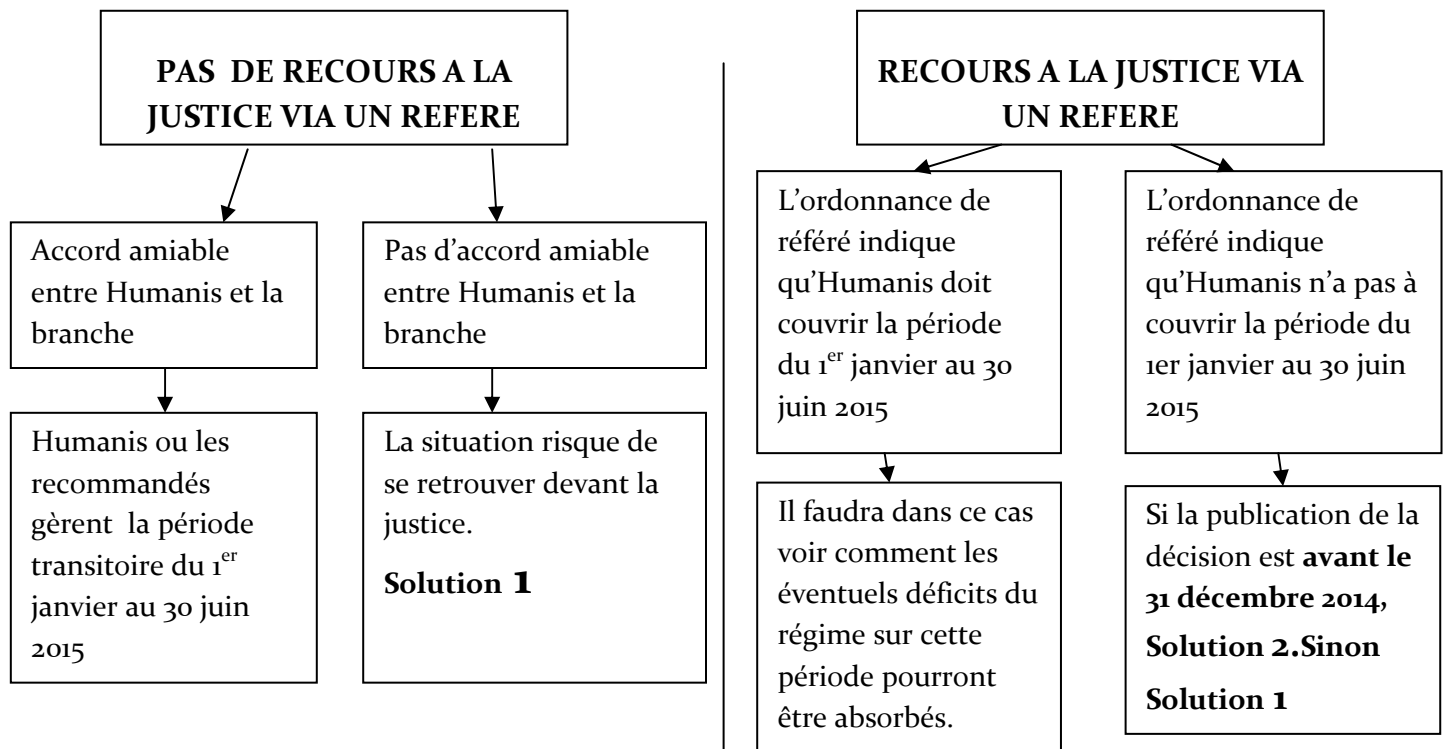 PAS DE RECOURS A LA
JUSTICE VIA UN REFERE
Accord amiable
entre Humanis et la
branche
Humanis ou les
recommandés
gèrent la période
transitoire du 1er
janvier au 30 juin
2015
Pas d'accord amiable
entre Humanis et la
branche
La situation risque de
se retrouver devant la
justice.
Solution 1
RECOURS A LA JUSTICE VIA
UN REFERE
L'ordonnance de
référé indique
qu'Humanis doit
couvrir la période
du 1er janvier au 30
juin 2015
Il faudra dans ce cas
voir comment les
éventuels déficits du
régime sur cette
période pourront
être absorbés.
L'ordonnance de
référé indique
qu'Humanis n'a pas à
couvrir la période du
1er janvier au 30 juin
2015
Si la publication de la
décision est avant le
31 décembre 2014,
Solution 2.Sinon
Solution 1